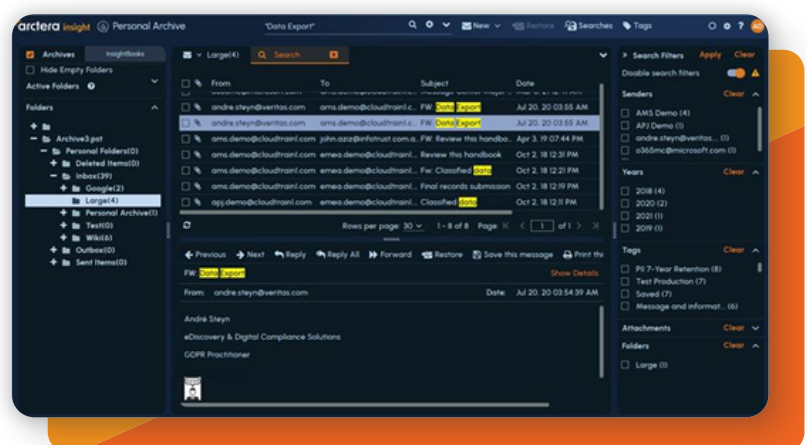 arctera insight Personal Archive
"Data Export"
New
Restore
Searches
Tags
?
Archives
InsightBooks
Hide Empty Folders
Active Folders
Folders
Archive3.pst
Personal Folders(0)
Deleted Items(0)
Inbox(39)
Google(2)
Large(4)
Personal Archive(1)
Test(0)
Wiki(6)
Outbox(0)
Sent Items(0)
Large(4)
Search
From To Subject Date
andre.steyn@veritas.com ams.demo@cloudtrainl.c... FW: Data Export Jul 20, 20 03:55 AM
andre.steyn@veritas.com ams.demo@cloudtrainl.c... FW: Data Export Jul 20, 20 03:55 AM
ams.demo@cloudtrainl.com john.aziz@infotrust.com.a... FW: Review this handbo... Apr 3, 19 07:44 PM
ams.demo@cloudtrainl.com emea.demo@cloudtrainl.c... Review this handbook Oct 2, 18 12:31 PM
ams.demo@cloudtrainl.com emea.demo@cloudtrainl.c... Fw: Classified data Oct 2, 18 12:21 PM
ams.demo@cloudtrainl.com emea.demo@cloudtrainl.c... Final records submission Oct 2, 18 12:19 PM
apj.demo@cloudtrainl.com emea.demo@cloudtrainl.c... Classified data Oct 2, 18 12:11 PM
Rows per page: 30 1 - 8 of 8 Page: 1 of 1
Previous Next Reply Reply All Forward Restore Save this message Print thi
FW: Data Export
Show Details
From: andre.steyn@veritas.com Date: Jul 20, 20 03:54:39 AM
André Steyn
eDiscovery & Digital Compliance Solutions
GDPR Practitioner
Search Filters Apply Clear
Disable search filters
Senders Clear
AMS Demo (4)
APJ Demo (1)
andre.steyn@veritas... (1)
o365mc@microsoft.com (1)
Years Clear
2018 (4)
2020 (2)
2021 (1)
2019 (1)
Tags Clear
PII 7-Year Retention (8)
Test Production (7)
Saved (7)
Message and informat... (6)
Attachments Clear
Folders Clear
Large (1)